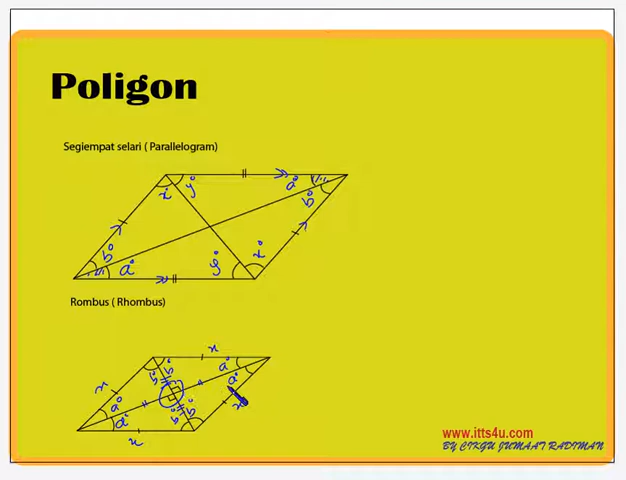 Poligon
Segiempat selari ( Parallelogram)
x° y° a°
b°
b° a° y° x°
Rombus ( Rhombus)
x
b° b° a°
x a° a° x
a° b° b°
x
www.itts4u.com
BY CIKGU JUMAAT RADIMAN